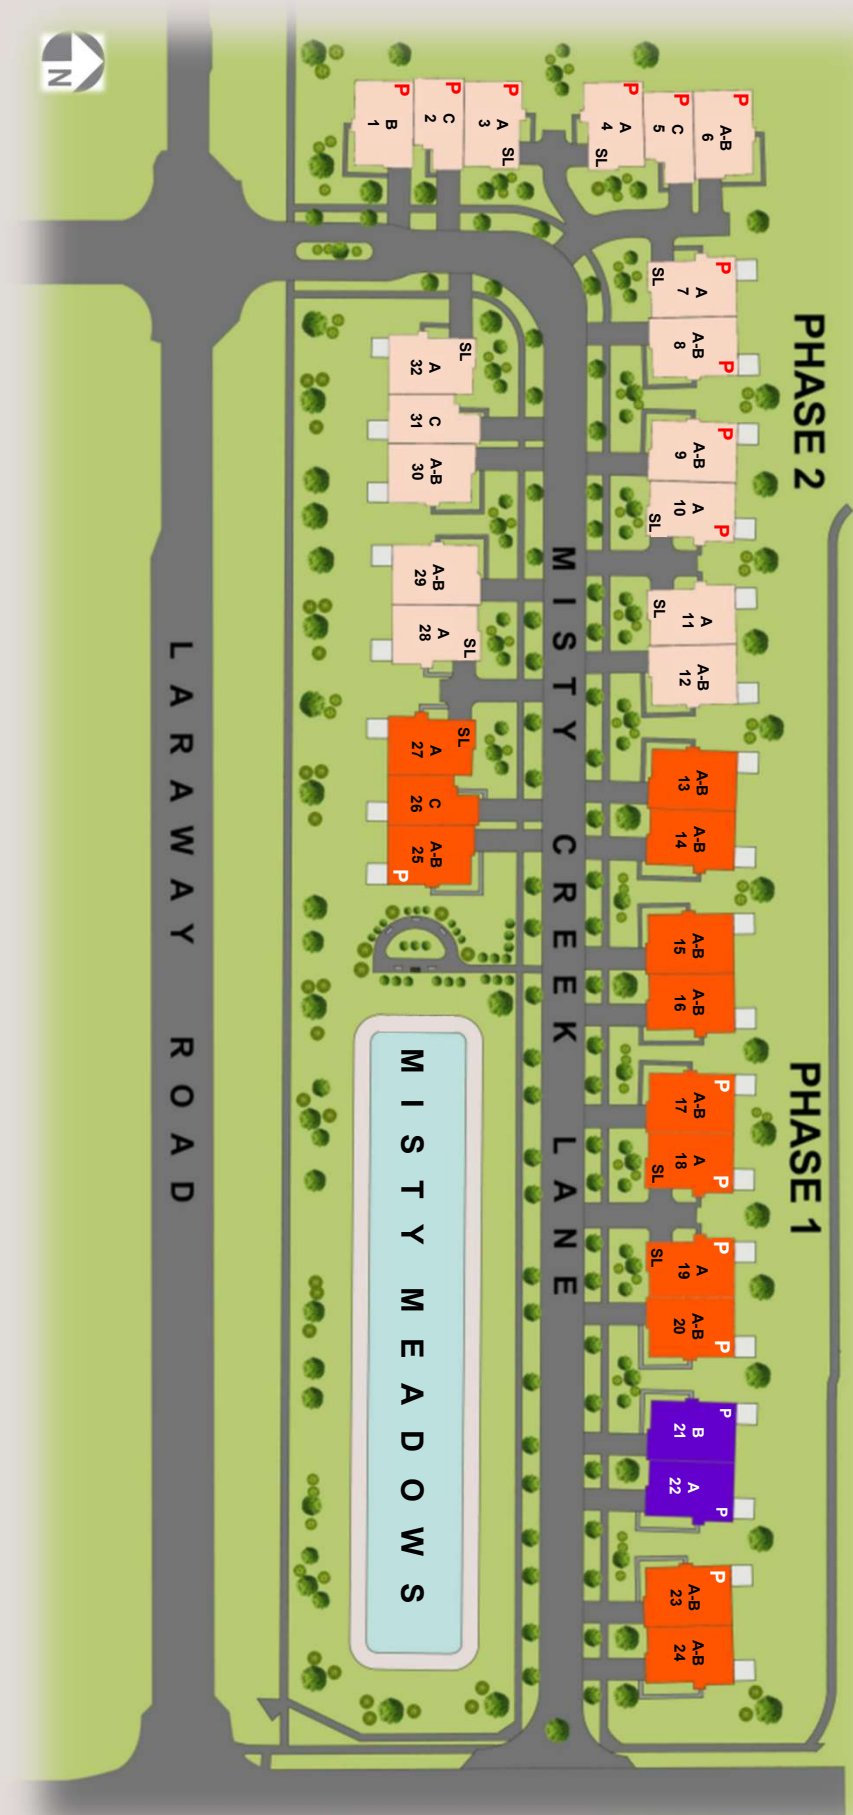 N
PHASE 2
PHASE 1
LARAWAY ROAD
MISTY CREEK LANE
MISTY MEADOWS
P
B
1
P
C
2
P
A
3
SL
P
A
4
SL
P
C
5
P
A-B
6
P
A
7
SL
A-B
8
P
P
A-B
9
A
10
SL
P
A
11
SL
A-B
12
A-B
13
A-B
14
A-B
15
A-B
16
P
A-B
17
A
18
SL
P
P
A
19
SL
A-B
20
P
P
B
21
A
22
P
P
A-B
23
A-B
24
A-B
25
P
C
26
SL
A
27
A
28
SL
A-B
29
A-B
30
C
31
SL
A
32